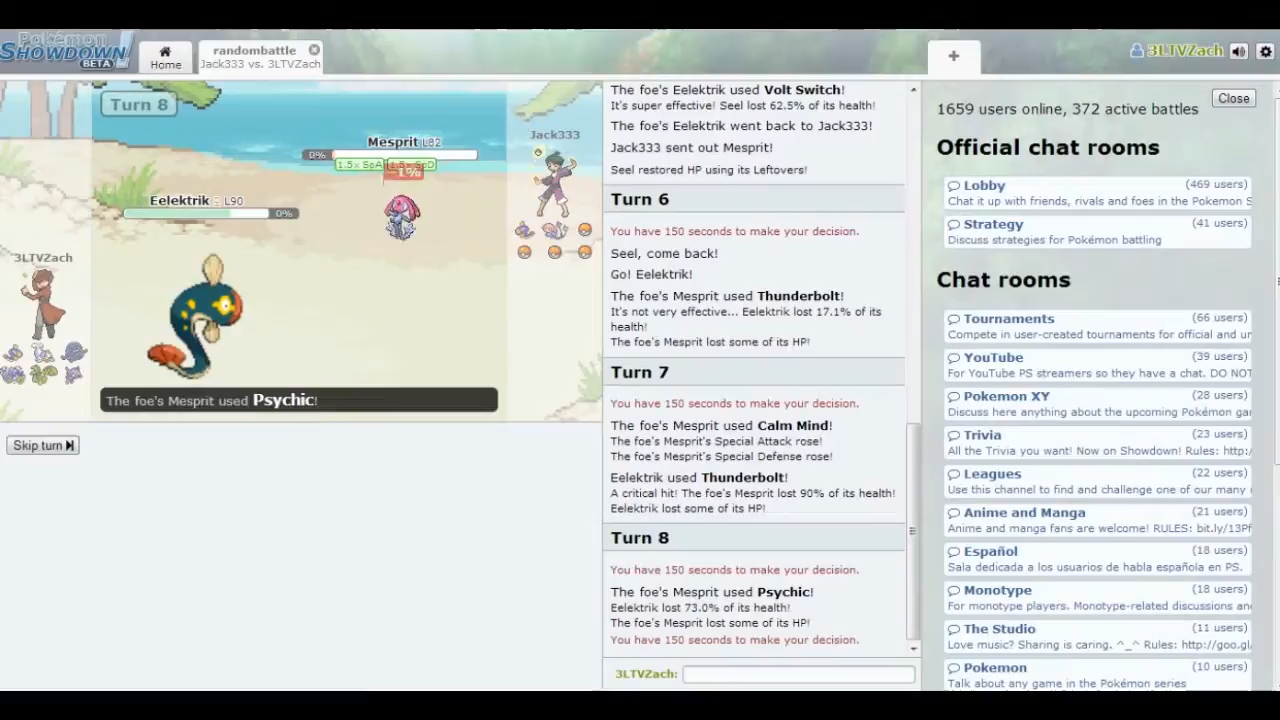 Pokémon
SHOWDOWN!
BETA
Home
randombattle
Jack333 vs. 3LTVZach
+
3LTVZach
Turn 8
Mesprit L82
0%
1.5× SpA 1.5× SpD
−1%
Jack333
Eelektrik L90
0%
3LTVZach
The foe's Mesprit used Psychic!
Skip turn
The foe's Eelektrik used Volt Switch!
It's super effective! Seel lost 62.5% of its health!
The foe's Eelektrik went back to Jack333!
Jack333 sent out Mesprit!
Seel restored HP using its Leftovers!
Turn 6
You have 150 seconds to make your decision.
Seel, come back!
Go! Eelektrik!
The foe's Mesprit used Thunderbolt!
It's not very effective... Eelektrik lost 17.1% of its
health!
The foe's Mesprit lost some of its HP!
Turn 7
You have 150 seconds to make your decision.
The foe's Mesprit used Calm Mind!
The foe's Mesprit's Special Attack rose!
The foe's Mesprit's Special Defense rose!
Eelektrik used Thunderbolt!
A critical hit! The foe's Mesprit lost 90% of its health!
Eelektrik lost some of its HP!
Turn 8
You have 150 seconds to make your decision.
The foe's Mesprit used Psychic!
Eelektrik lost 73.0% of its health!
The foe's Mesprit lost some of its HP!
You have 150 seconds to make your decision.
3LTVZach:
1659 users online, 372 active battles
Close
Official chat rooms
Lobby (469 users)
Chat it up with friends, rivals and foes in the Pokemon S
Strategy (41 users)
Discuss strategies for Pokémon battling
Chat rooms
Tournaments (66 users)
Compete in user-created tournaments for official and un
YouTube (39 users)
For YouTube PS streamers so they have a chat. DO NOT
Pokemon XY (28 users)
Discuss here anything about the upcoming Pokémon gar
Trivia (23 users)
All the Trivia you want! Now on Showdown! Rules: http:/
Leagues (22 users)
Use this channel to find and challenge one of our many
Anime and Manga (21 users)
Anime and manga fans are welcome! RULES: bit.ly/13Pf
Español (18 users)
Sala dedicada a los usuarios de habla española en PS.
Monotype (18 users)
For monotype players. Monotype-related discussions and
The Studio (11 users)
Love music? Sharing is caring. ^_^ Rules: http://goo.gl/
Pokemon (10 users)
Talk about any game in the Pokémon series